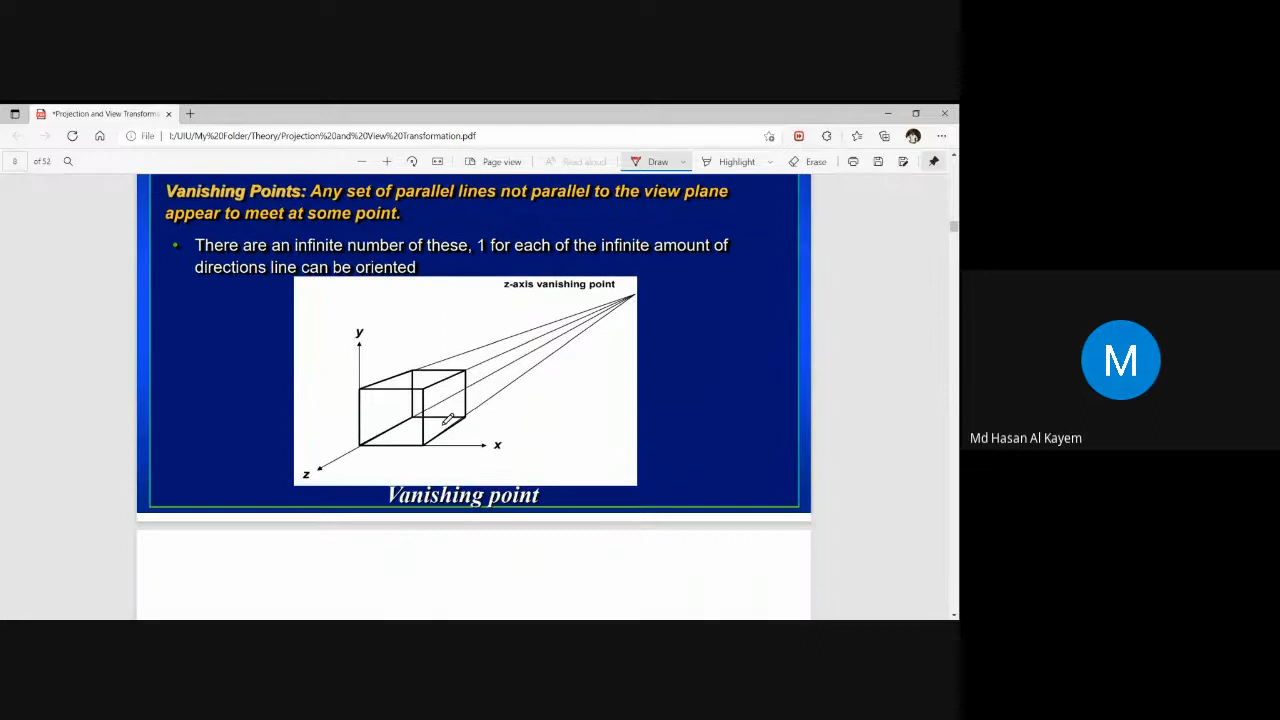 *Projection and View Transforma
File
I:/UIU/My%20Folder/Theory/Projection%20and%20View%20Transformation.pdf
8 of 52
Page view
Read aloud
Draw
Highlight
Erase
Vanishing Points: Any set of parallel lines not parallel to the view plane
appear to meet at some point.
• There are an infinite number of these, 1 for each of the infinite amount of
directions line can be oriented
z-axis vanishing point
y
x
z
Vanishing point
M
Md Hasan Al Kayem